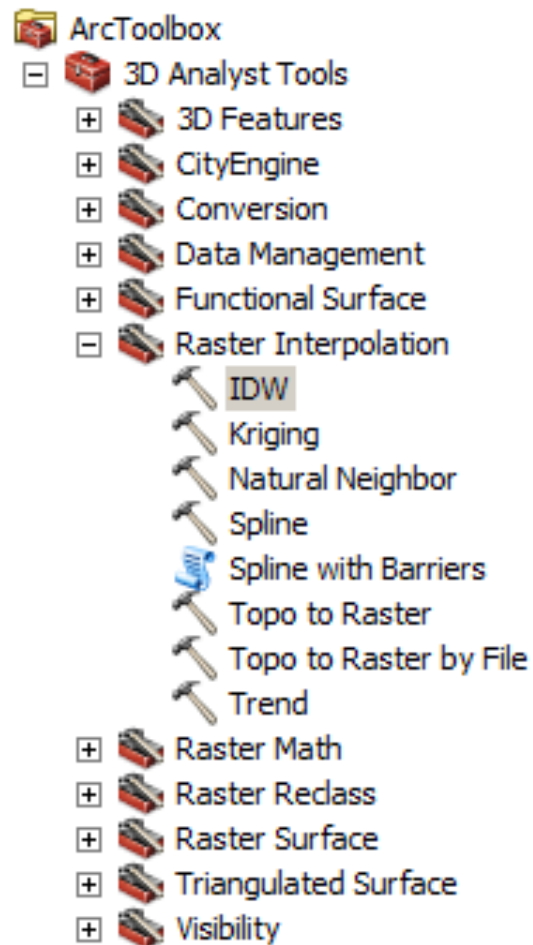 ArcToolbox
3D Analyst Tools
3D Features
CityEngine
Conversion
Data Management
Functional Surface
Raster Interpolation
IDW
Kriging
Natural Neighbor
Spline
Spline with Barriers
Topo to Raster
Topo to Raster by File
Trend
Raster Math
Raster Reclass
Raster Surface
Triangulated Surface
Visibility